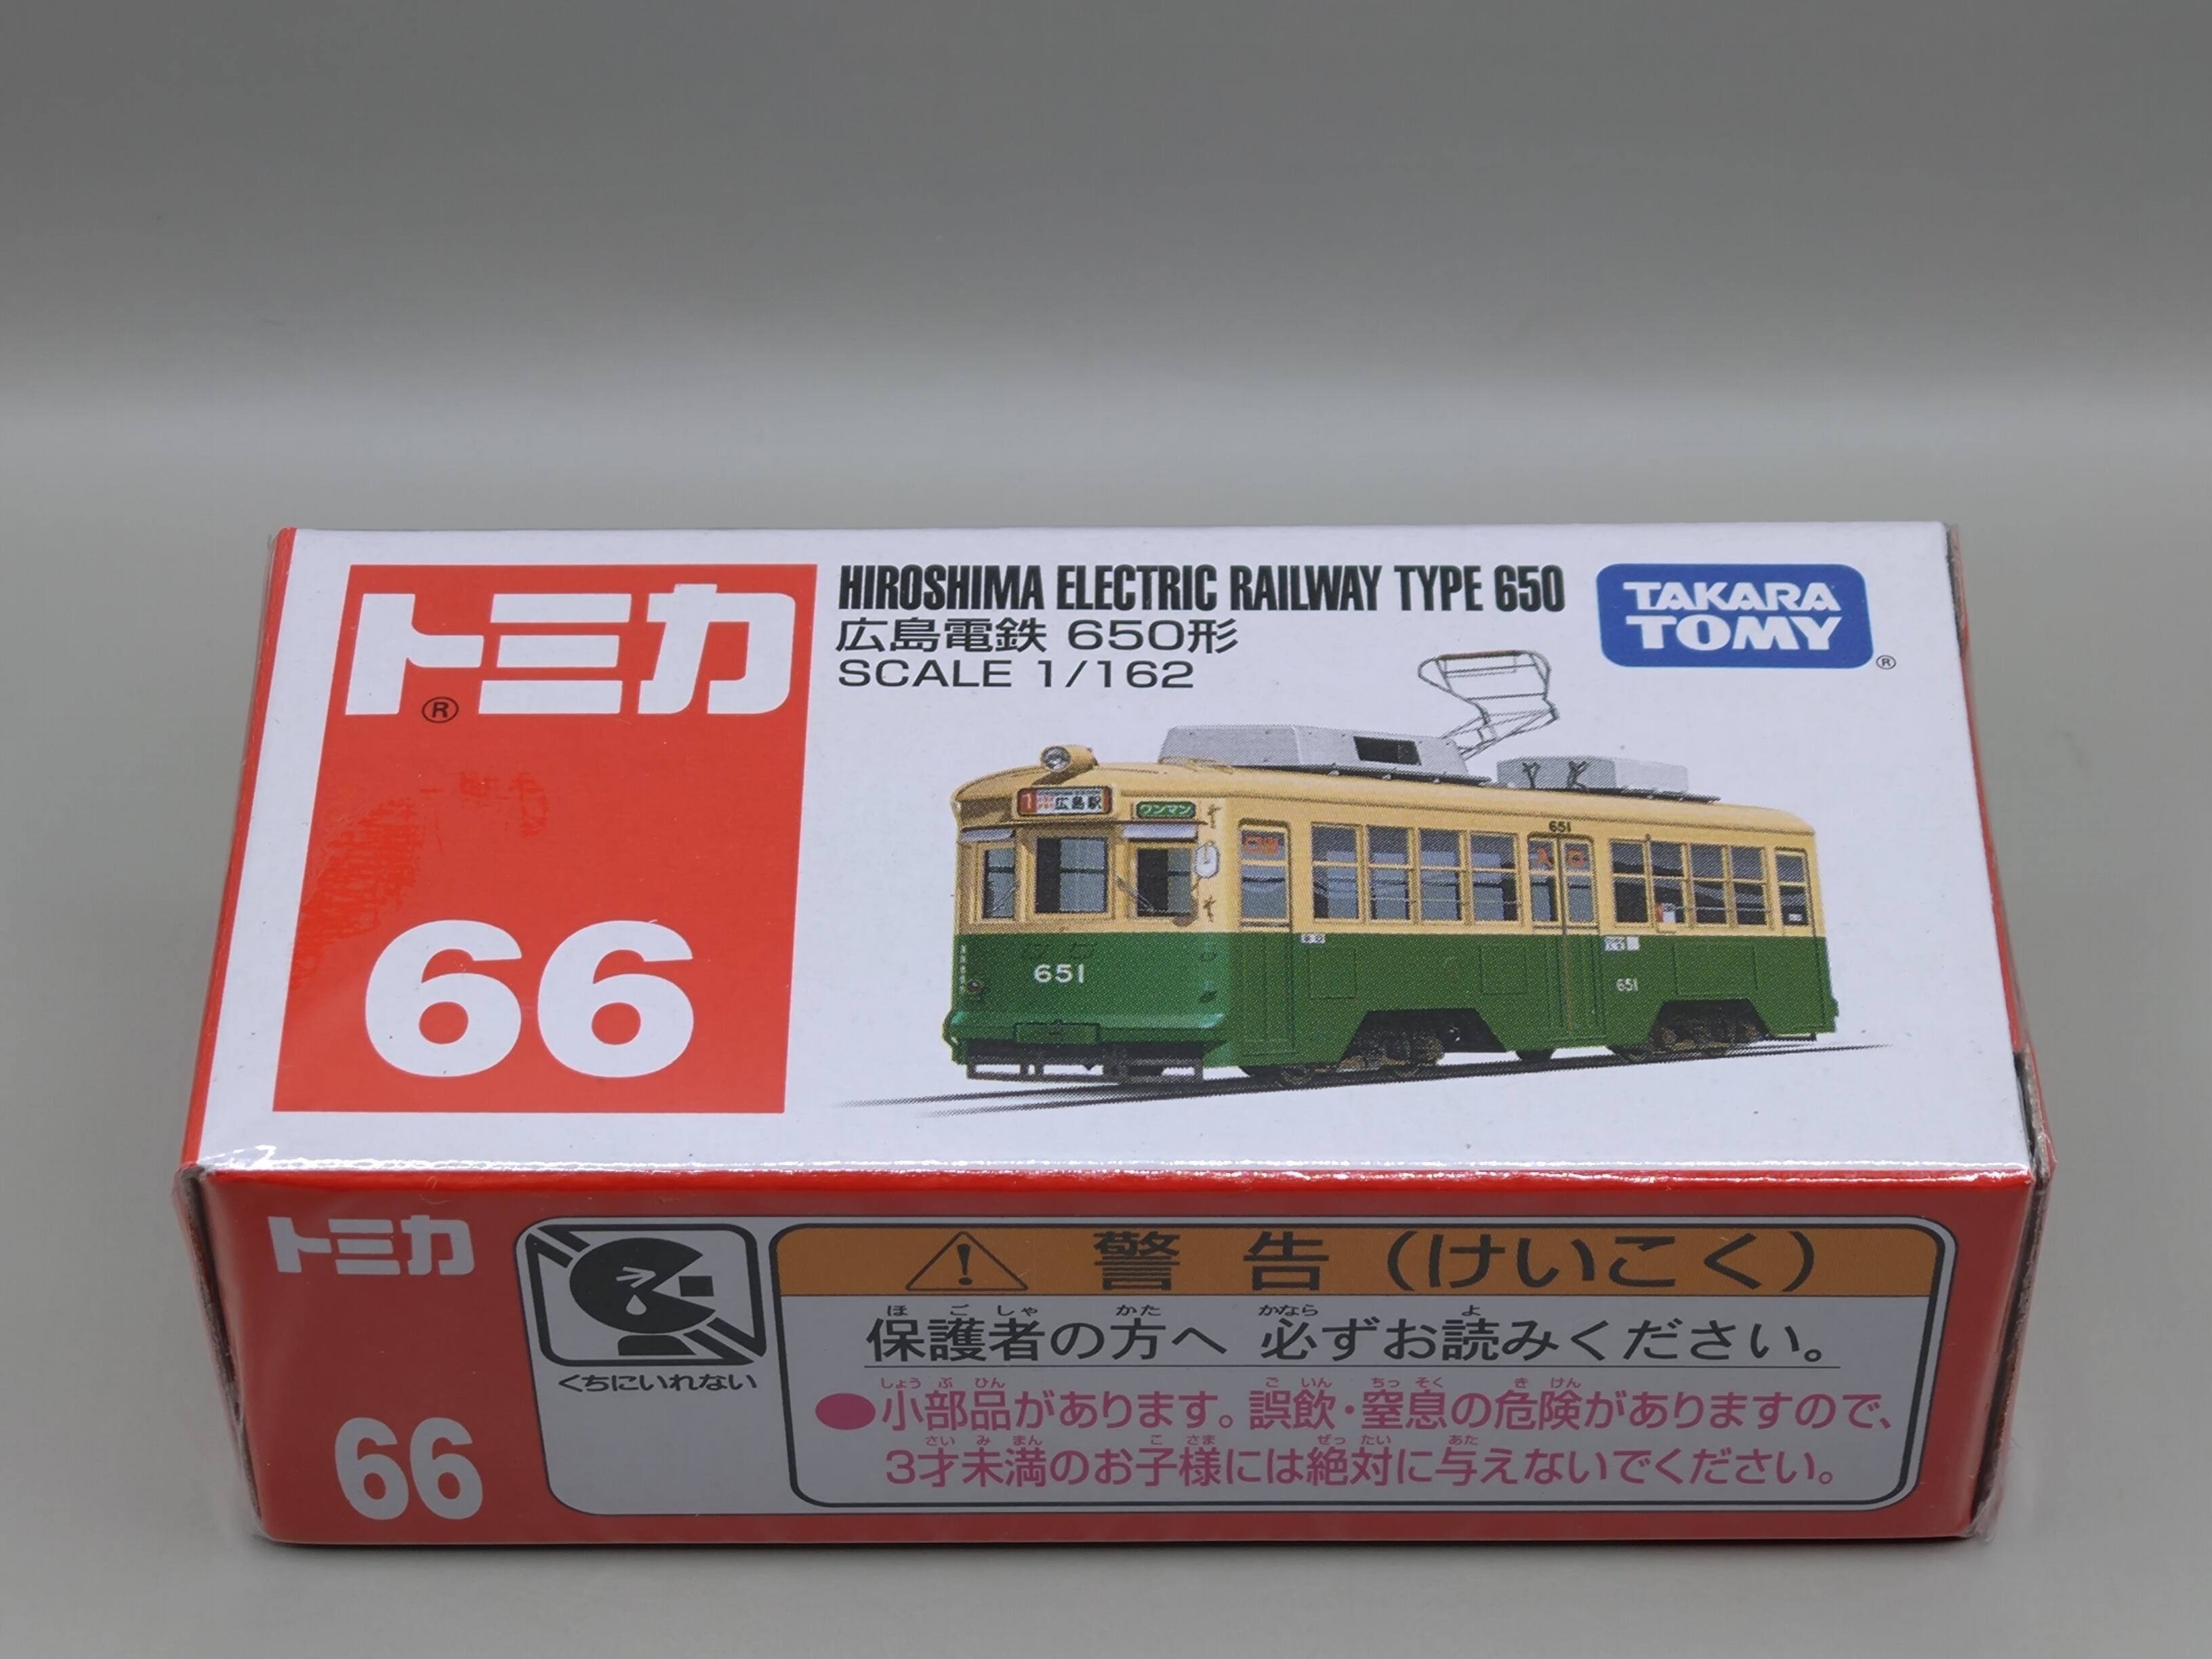 トミカ
®
66
HIROSHIMA ELECTRIC RAILWAY TYPE 650
広島電鉄 650形
SCALE 1/162
TAKARA
TOMY
®
1 広島駅
ワンマン
651
651
入口
651
トミカ
66
くちにいれない
警告(けいこく)
ほごしゃ かた かなら よ
保護者の方へ 必ずお読みください。
しょうぶひん ごいん ちっそく きけん
●小部品があります。誤飲・窒息の危険がありますので、
さいみまん こさま ぜったい あた
3才未満のお子様には絶対に与えないでください。